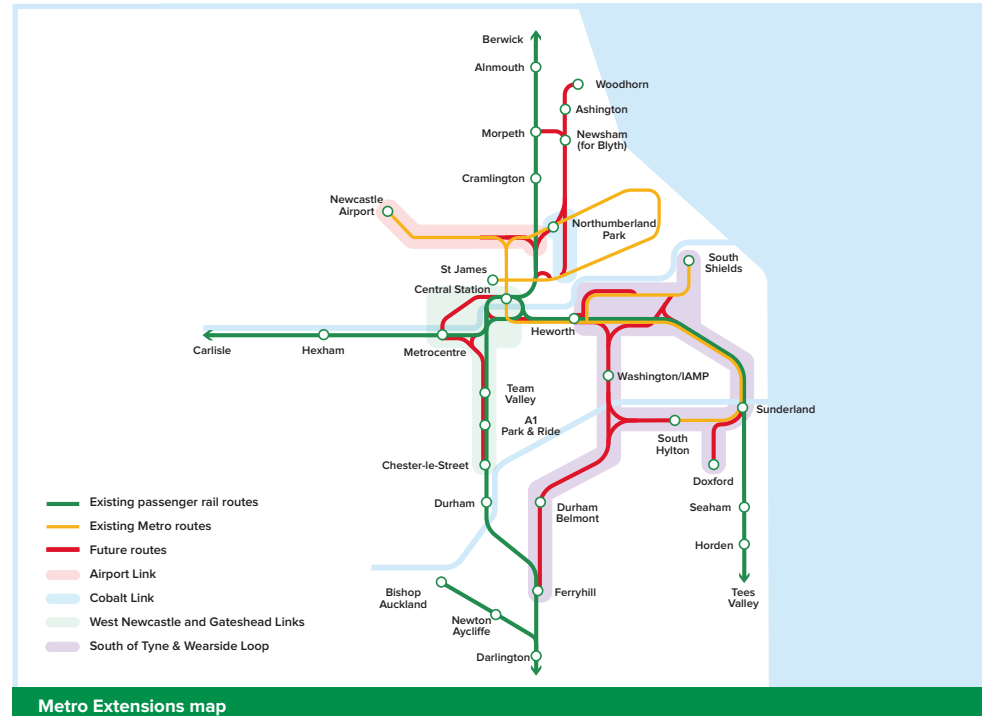 Berwick
Alnmouth
Woodhorn
Ashington
Morpeth
Newsham
(for Blyth)
Cramlington
Newcastle
Airport
Northumberland
Park
St James
South
Shields
Central Station
Heworth
Carlisle
Hexham
Metrocentre
Washington/IAMP
Team
Valley
Sunderland
A1
Park & Ride
South
Hylton
Chester-le-Street
Doxford
Existing passenger rail routes
Durham
Durham
Belmont
Seaham
Existing Metro routes
Future routes
Horden
Airport Link
Bishop
Auckland
Ferryhill
Tees
Valley
Cobalt Link
West Newcastle and Gateshead Links
Newton
Aycliffe
South of Tyne & Wearside Loop
Darlington
Metro Extensions map